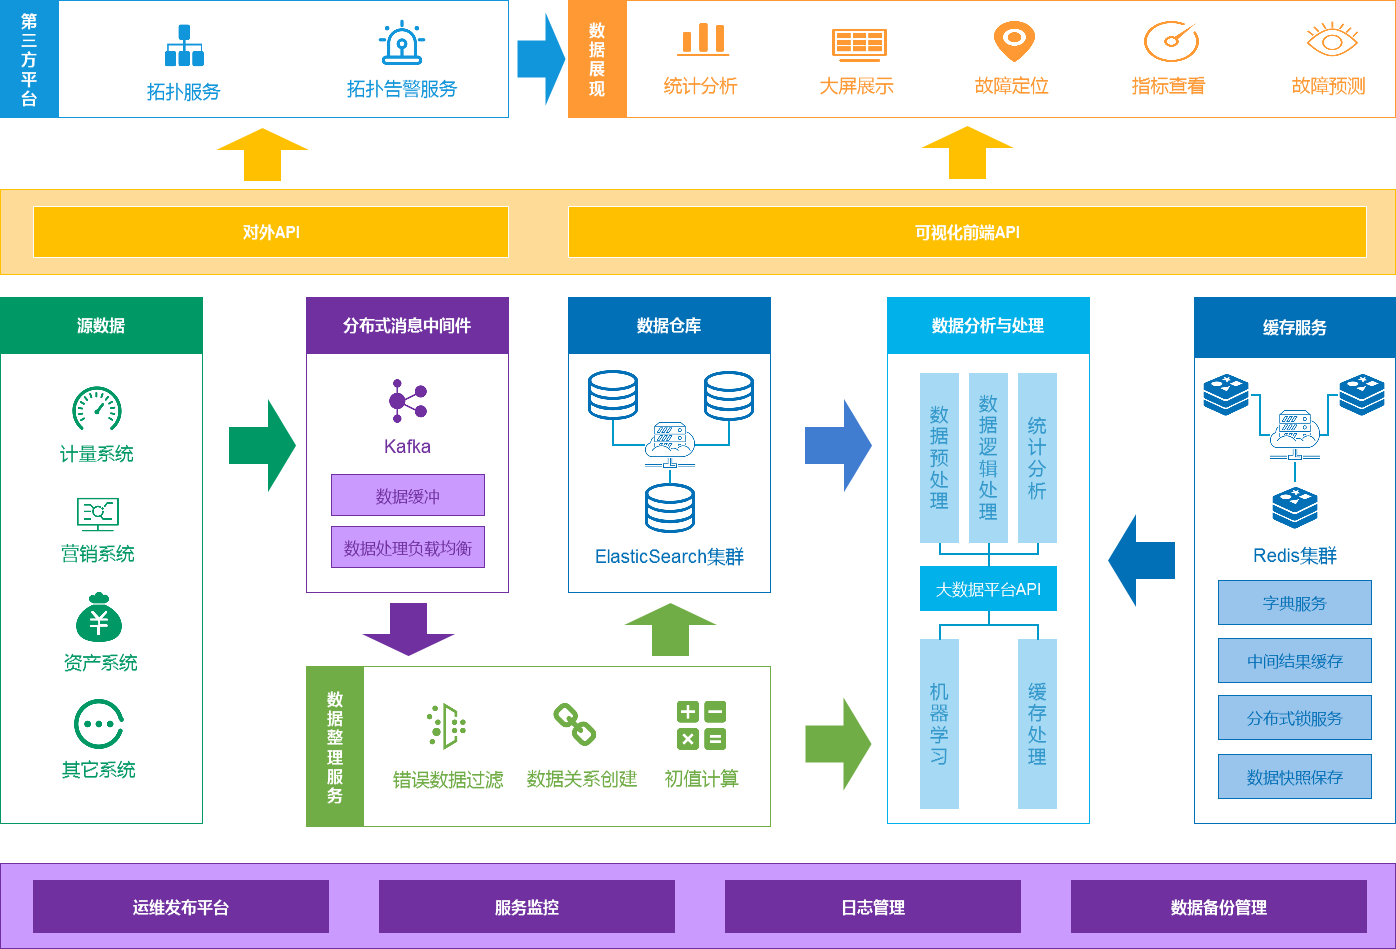 第三方平台
拓扑服务
拓扑告警服务
数据展现
统计分析
大屏展示
故障定位
指标查看
故障预测
对外API
可视化前端API
源数据
计量系统
营销系统
资产系统
其它系统
分布式消息中间件
Kafka
数据缓冲
数据处理负载均衡
数据仓库
ElasticSearch集群
数据整理服务
错误数据过滤
数据关系创建
初值计算
数据分析与处理
数据预处理
数据逻辑处理
统计分析
大数据平台API
机器学习
缓存处理
缓存服务
Redis集群
字典服务
中间结果缓存
分布式锁服务
数据快照保存
运维发布平台
服务监控
日志管理
数据备份管理